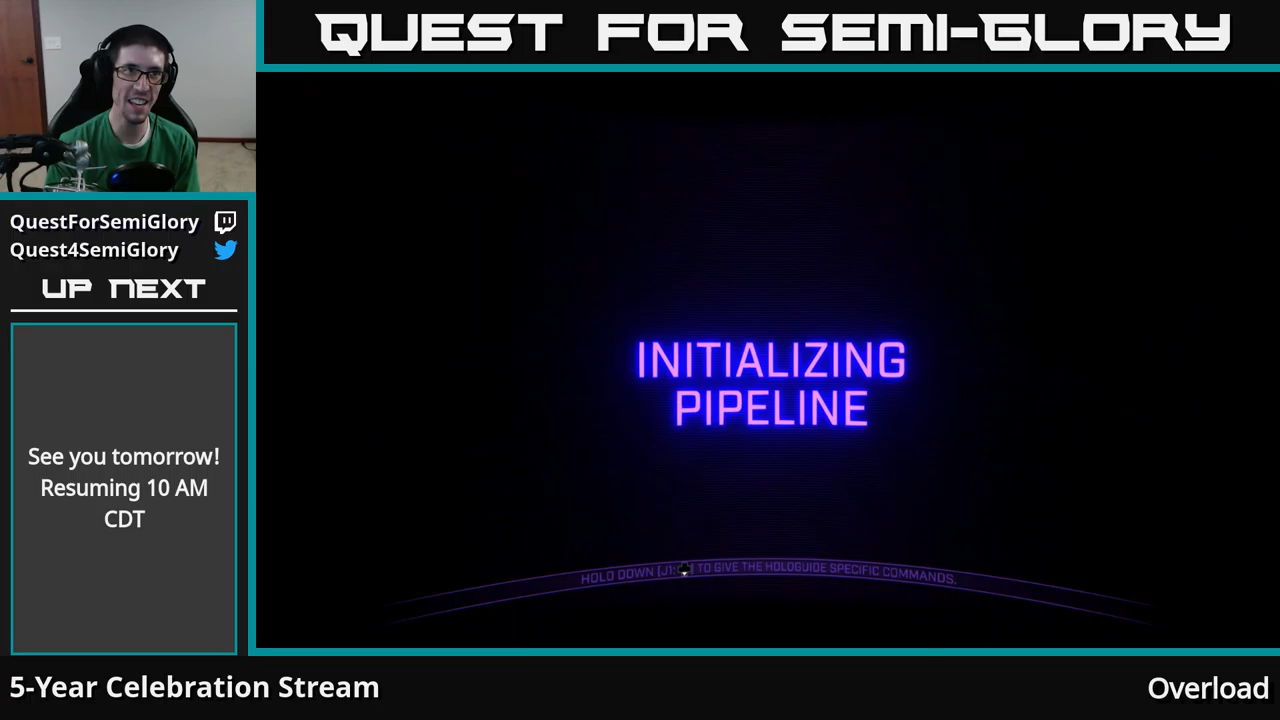 QUEST FOR SEMI-GLORY
QuestForSemiGlory
Quest4SemiGlory
UP NEXT
See you tomorrow!
Resuming 10 AM
CDT
INITIALIZING
PIPELINE
HOLD DOWN [J1: ] TO GIVE THE HOLOGUIDE SPECIFIC COMMANDS.
5-Year Celebration Stream
Overload